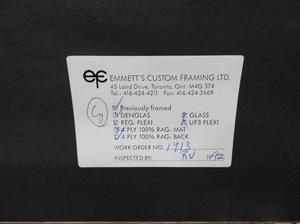 ef EMMETT'S CUSTOM FRAMING LTD.
45 Laird Drive, Toronto, Ont. M4G 3T4
Tel.: 416-424-4211 Fax: 416-424-3469
Previously framed
DENGLAS GLASS
REG. PLEXI UF3 PLEXI
4-PLY 100% RAG: MAT
4-PLY 100% RAG: BACK
WORK ORDER NO. 1913
INSPECTED BY: RV